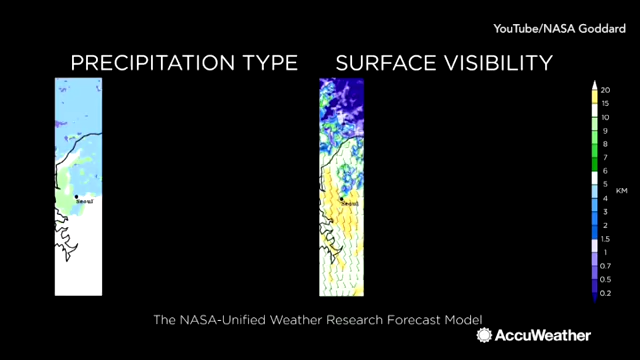 YouTube/NASA Goddard
PRECIPITATION TYPE
SURFACE VISIBILITY
20
15
10
9
8
7
6
5
4
3
2
1.5
1
0.7
0.5
0.2
KM
Seoul
Seoul
The NASA-Unified Weather Research Forecast Model
AccuWeather